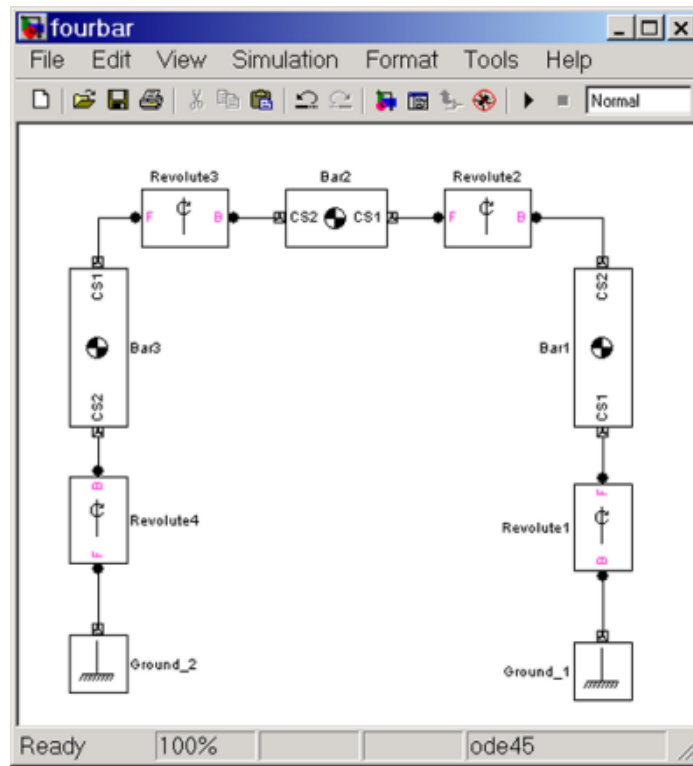 fourbar
File Edit View Simulation Format Tools Help
Normal
Revolute3 Bar2 Revolute2
F B CS2 CS1 F B
CS1 CS2
Bar3 Bar1
CS2 CS1
B F
Revolute4 Revolute1
F B
Ground_2 Ground_1
Ready 100% ode45